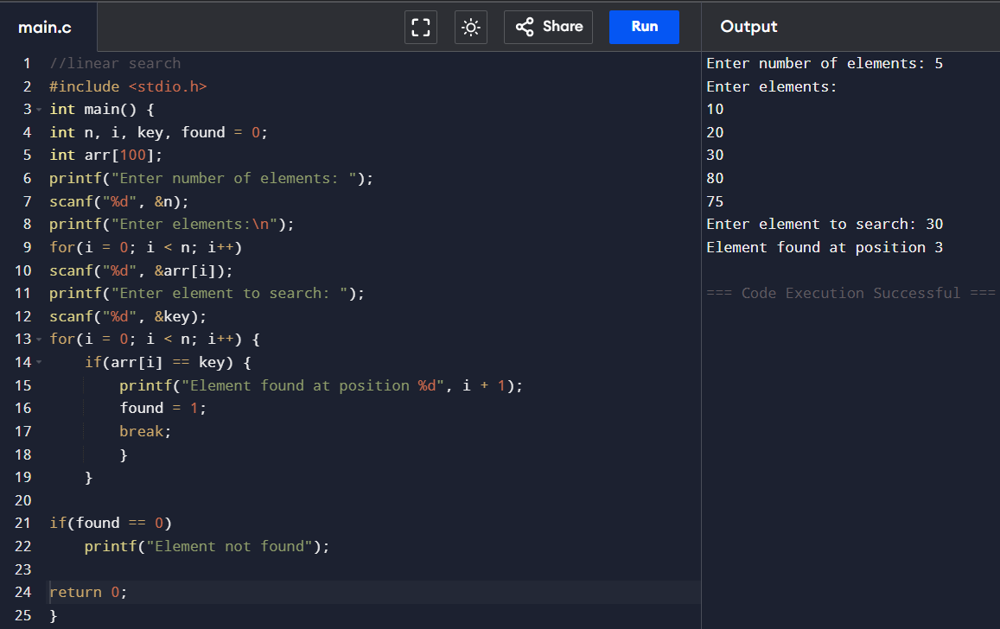 main.c
Share
Run
Output
1 //linear search
2 #include <stdio.h>
3 int main() {
4 int n, i, key, found = 0;
5 int arr[100];
6 printf("Enter number of elements: ");
7 scanf("%d", &n);
8 printf("Enter elements:\n");
9 for(i = 0; i < n; i++)
10 scanf("%d", &arr[i]);
11 printf("Enter element to search: ");
12 scanf("%d", &key);
13 for(i = 0; i < n; i++) {
14     if(arr[i] == key) {
15         printf("Element found at position %d", i + 1);
16         found = 1;
17         break;
18         }
19     }
20
21 if(found == 0)
22     printf("Element not found");
23
24 return 0;
25 }
Enter number of elements: 5
Enter elements:
10
20
30
80
75
Enter element to search: 30
Element found at position 3
=== Code Execution Successful ===